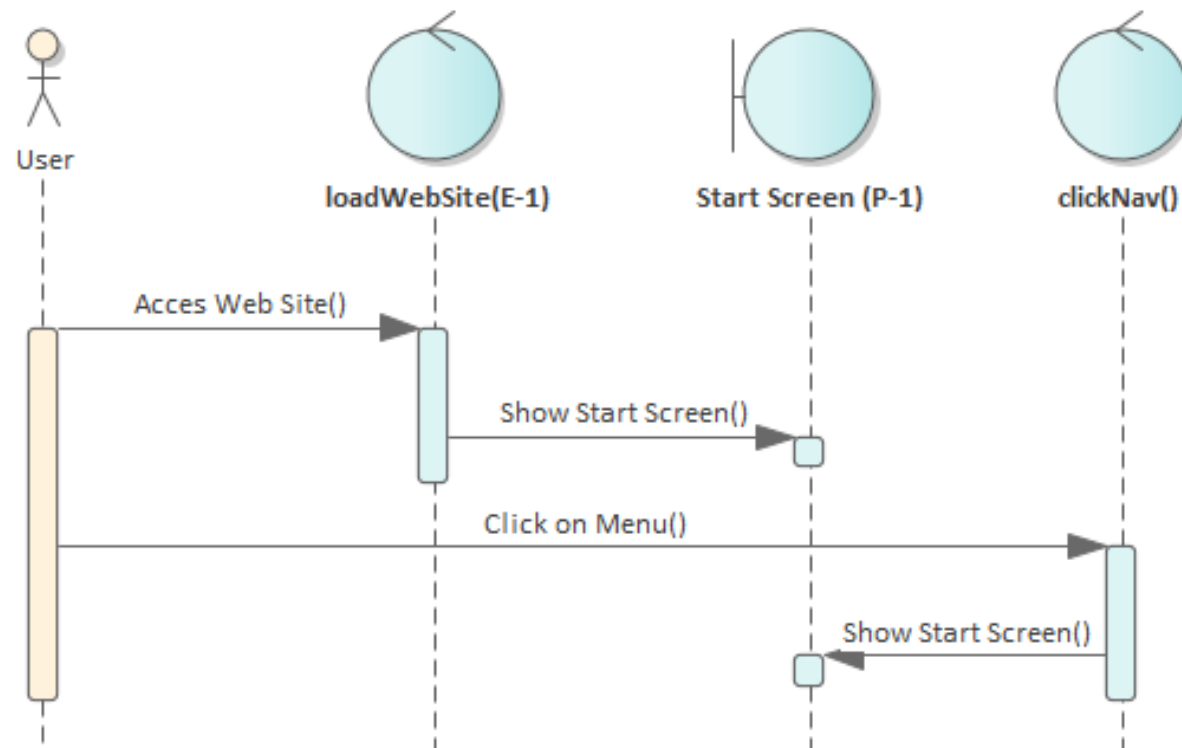 User
loadWebSite(E-1)
Start Screen (P-1)
clickNav()
Acces Web Site()
Show Start Screen()
Click on Menu()
Show Start Screen()